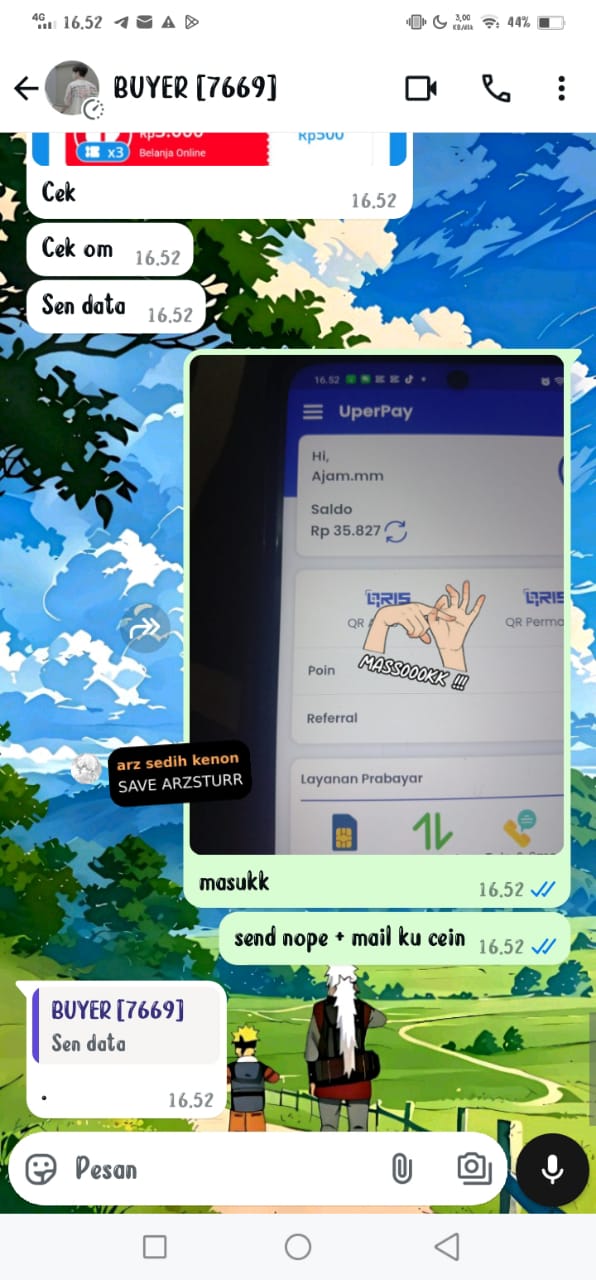 4G 16.52 3,00 KB/dtk 44%
BUYER [7669]
x3 Belanja Online
Rp500
Cek
16.52
Cek om 16.52
Sen data 16.52
16.52
UperPay
Hi,
Ajam.mm
Saldo
Rp 35.827
QRIS QRIS
QR QR Perma
MASSOOOKK !!!
Poin
Referral
arz sedih kenon
SAVE ARZSTURR
Layanan Prabayar
masukk 16.52
send nope + mail ku cein 16.52
BUYER [7669]
Sen data
. 16.52
Pesan